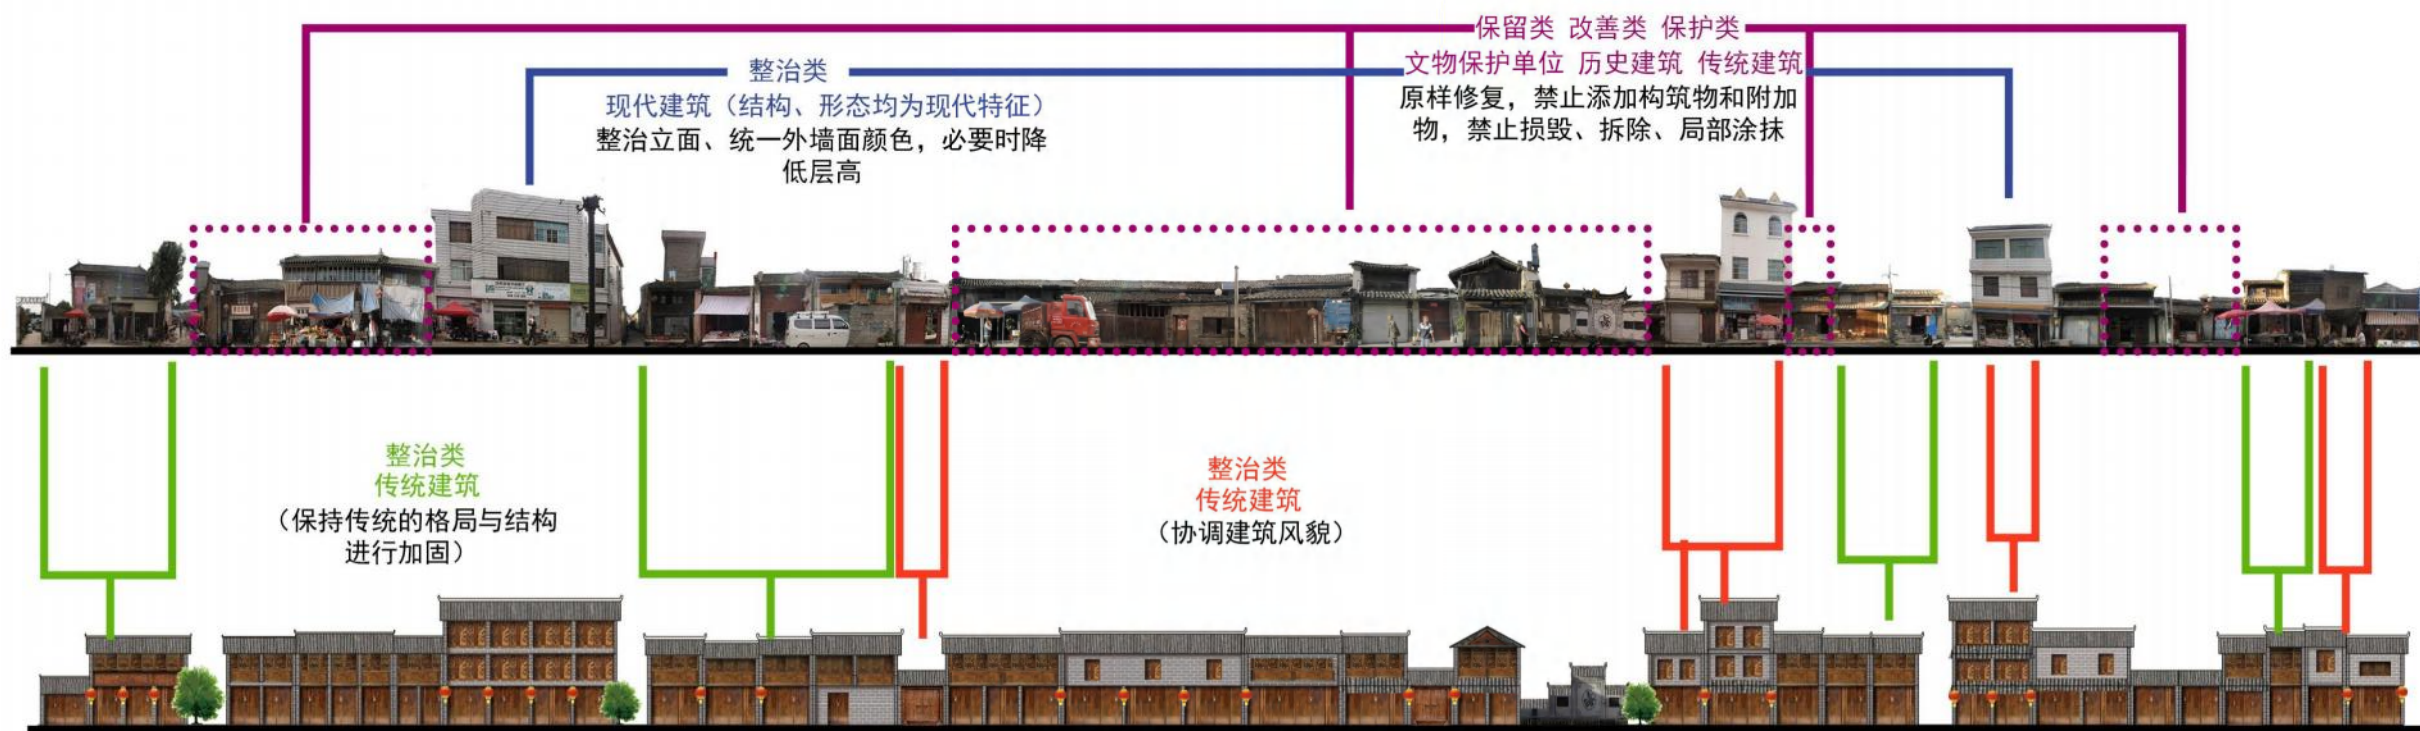 保留类 改善类 保护类
文物保护单位 历史建筑 传统建筑
原样修复，禁止添加构筑物和附加
物，禁止损毁、拆除、局部涂抹
整治类
现代建筑（结构、形态均为现代特征）
整治立面、统一外墙面颜色，必要时降
低层高
整治类
传统建筑
（保持传统的格局与结构
进行加固）
整治类
传统建筑
（协调建筑风貌）